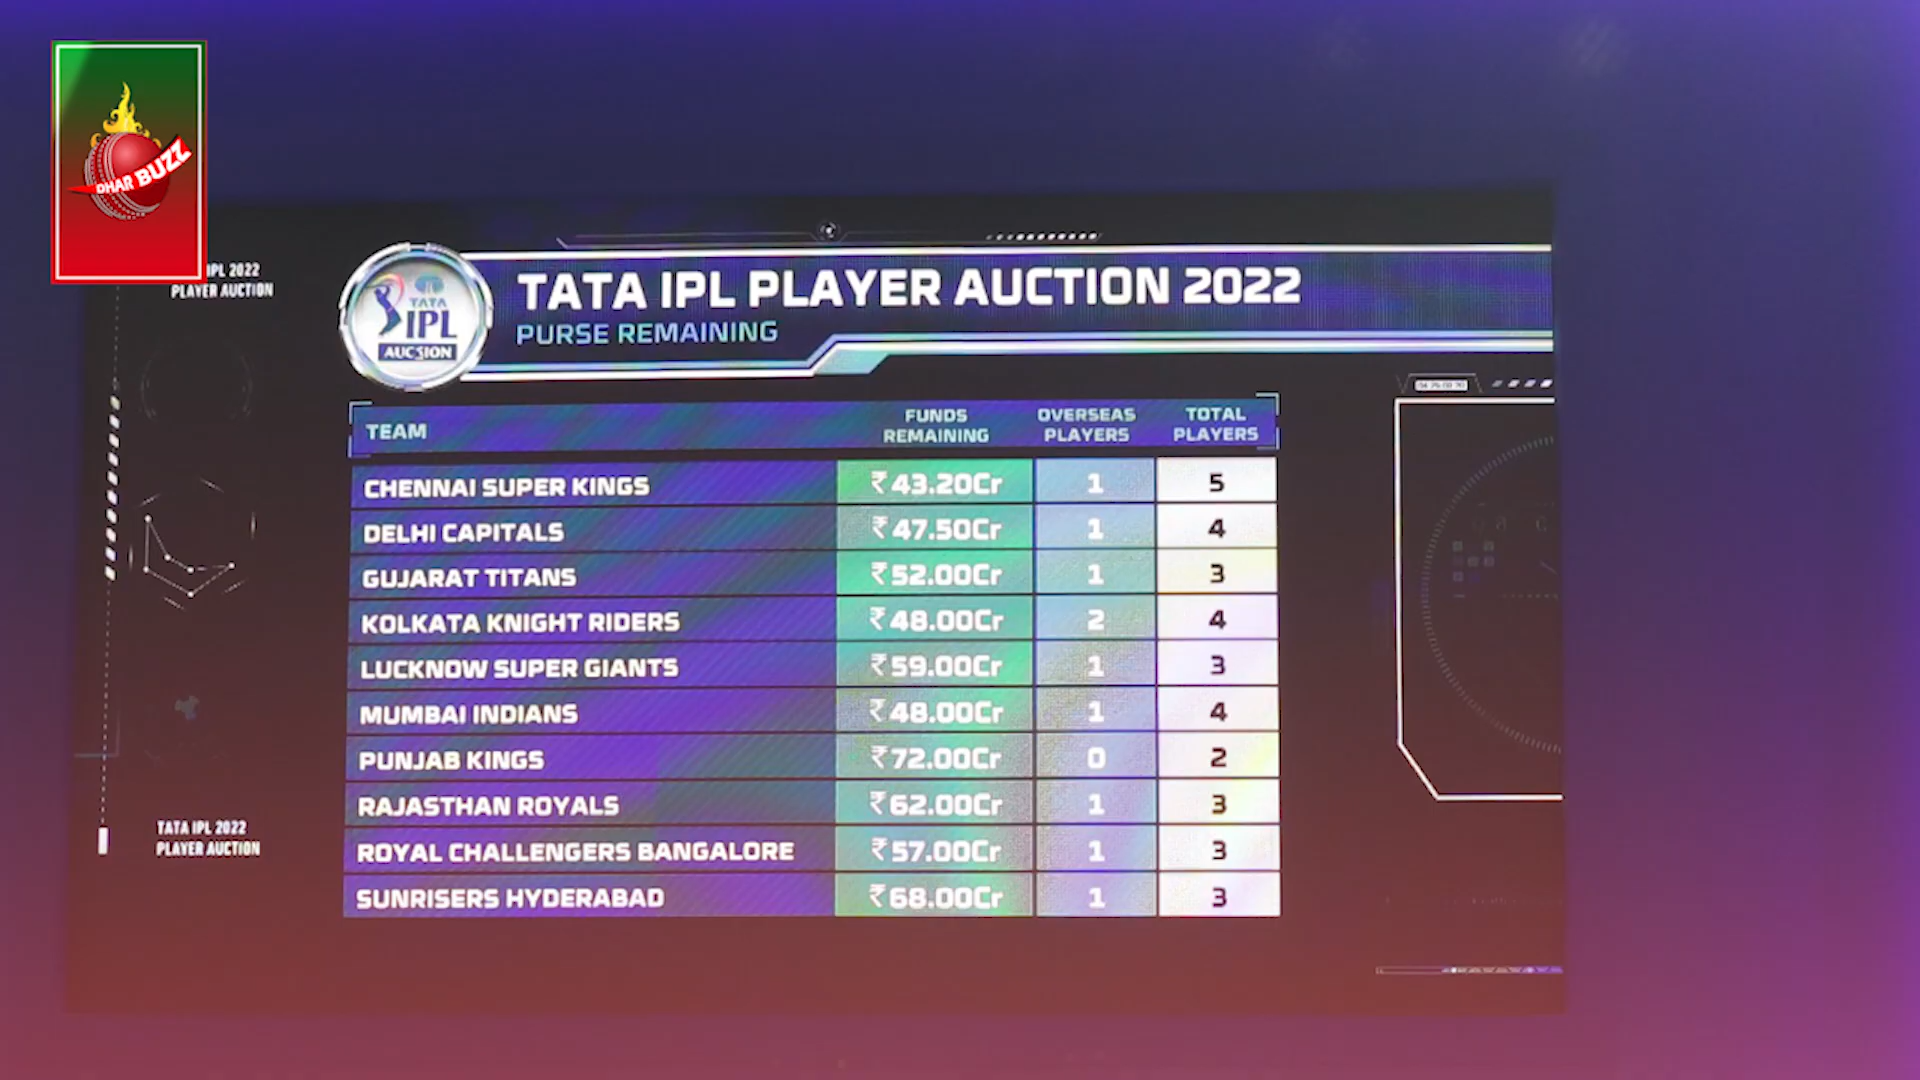 DHAR BUZZ
IPL 2022
PLAYER AUCTION
TATA
IPL
AUCSION
TATA IPL PLAYER AUCTION 2022
PURSE REMAINING
TEAM FUNDS REMAINING OVERSEAS PLAYERS TOTAL PLAYERS
CHENNAI SUPER KINGS ₹43.20Cr 1 5
DELHI CAPITALS ₹47.50Cr 1 4
GUJARAT TITANS ₹52.00Cr 1 3
KOLKATA KNIGHT RIDERS ₹48.00Cr 2 4
LUCKNOW SUPER GIANTS ₹59.00Cr 1 3
MUMBAI INDIANS ₹48.00Cr 1 4
PUNJAB KINGS ₹72.00Cr 0 2
RAJASTHAN ROYALS ₹62.00Cr 1 3
ROYAL CHALLENGERS BANGALORE ₹57.00Cr 1 3
SUNRISERS HYDERABAD ₹68.00Cr 1 3
TATA IPL 2022
PLAYER AUCTION